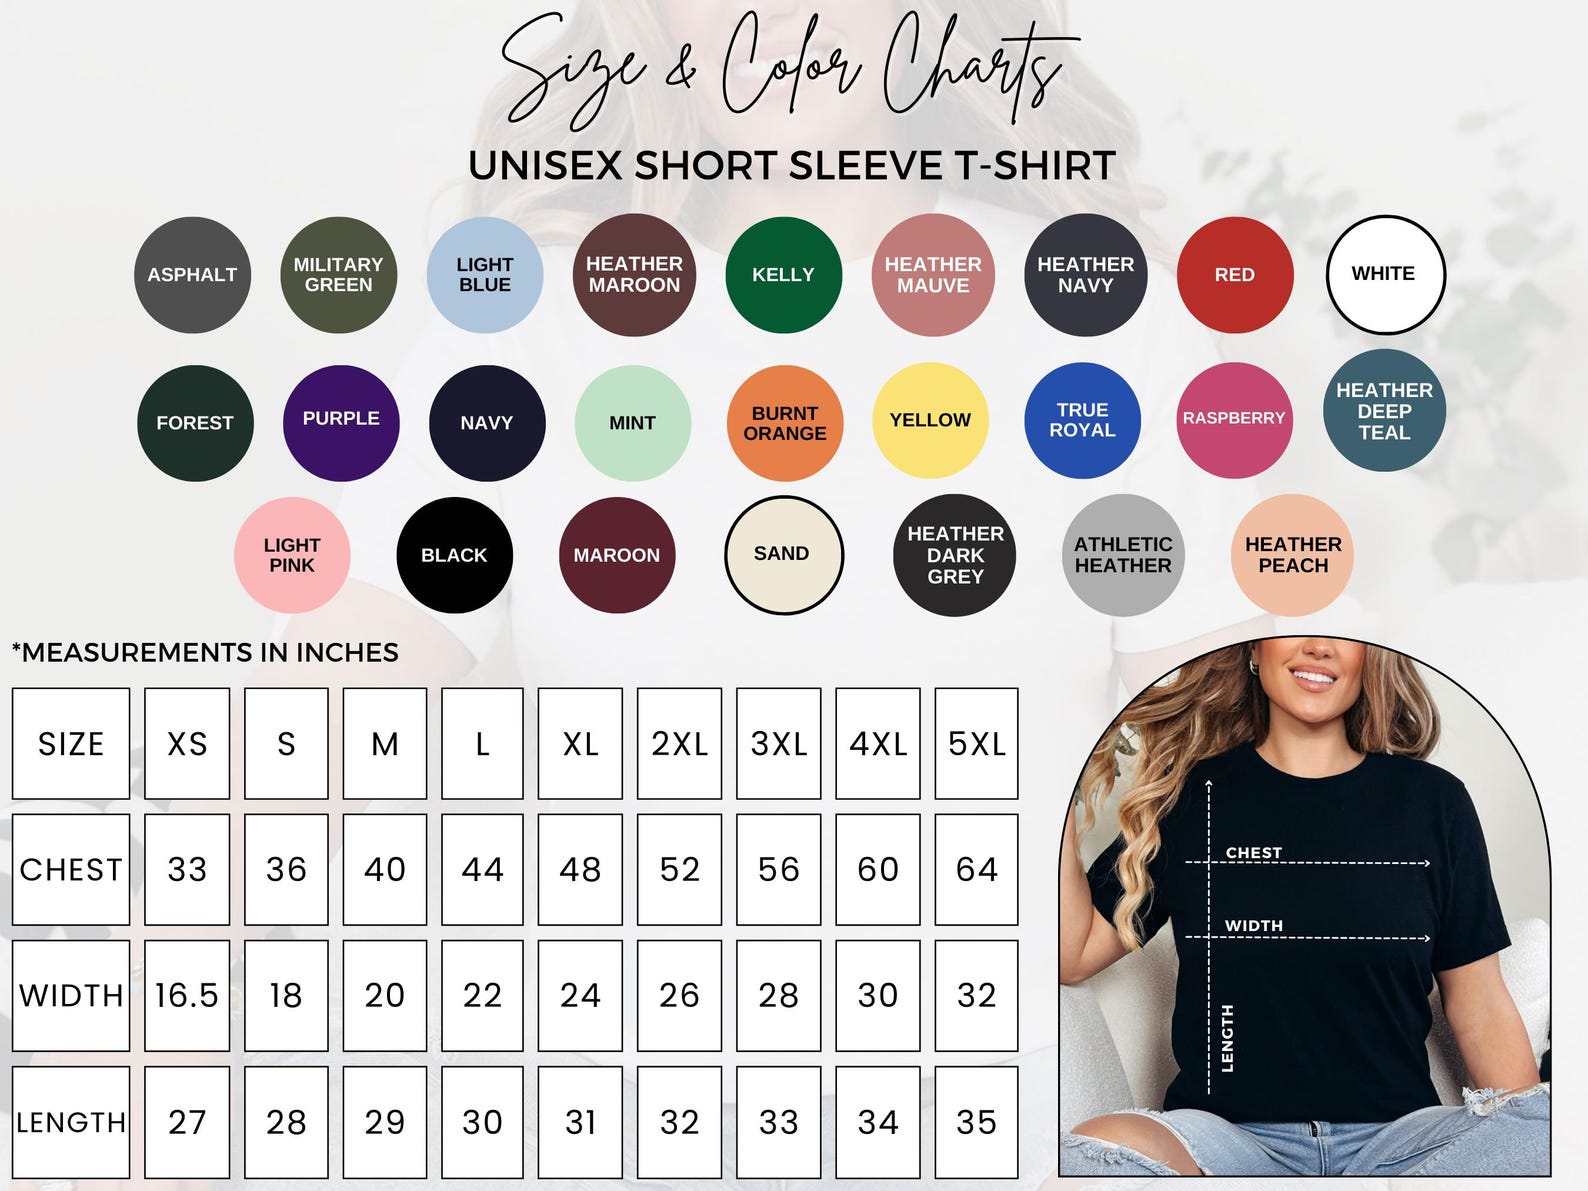 Size & Color Charts
UNISEX SHORT SLEEVE T-SHIRT
ASPHALT
MILITARY
GREEN
LIGHT
BLUE
HEATHER
MAROON
KELLY
HEATHER
MAUVE
HEATHER
NAVY
RED
WHITE
FOREST
PURPLE
NAVY
MINT
BURNT
ORANGE
YELLOW
TRUE
ROYAL
RASPBERRY
HEATHER
DEEP
TEAL
LIGHT
PINK
BLACK
MAROON
SAND
HEATHER
DARK
GREY
ATHLETIC
HEATHER
HEATHER
PEACH
*MEASUREMENTS IN INCHES
SIZE XS S M L XL 2XL 3XL 4XL 5XL
CHEST 33 36 40 44 48 52 56 60 64
WIDTH 16.5 18 20 22 24 26 28 30 32
LENGTH 27 28 29 30 31 32 33 34 35
CHEST
WIDTH
LENGTH